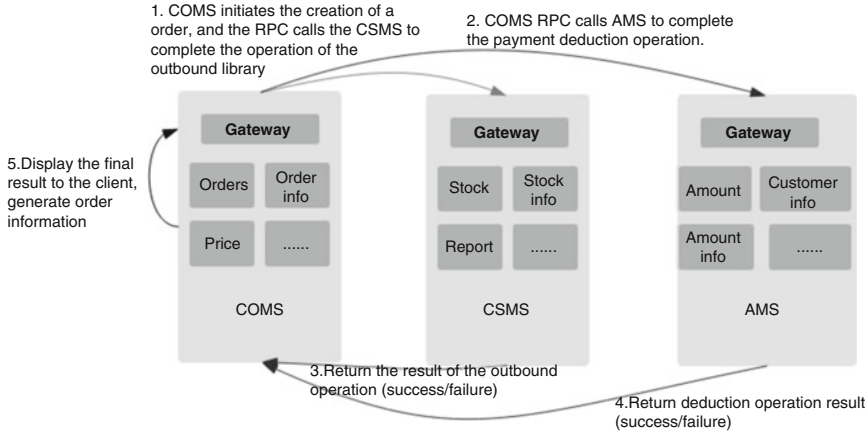 1. COMS initiates the creation of a
order, and the RPC calls the CSMS to
complete the operation of the
outbound library
2. COMS RPC calls AMS to complete
the payment deduction operation.
5.Display the final
result to the client,
generate order
information
Gateway
Orders
Order
info
Price
......
COMS
Gateway
Stock
Stock
info
Report
......
CSMS
Gateway
Amount
Customer
info
Amount
info
......
AMS
3.Return the result of the outbound
operation (success/failure)
4.Return deduction operation result
(success/failure)